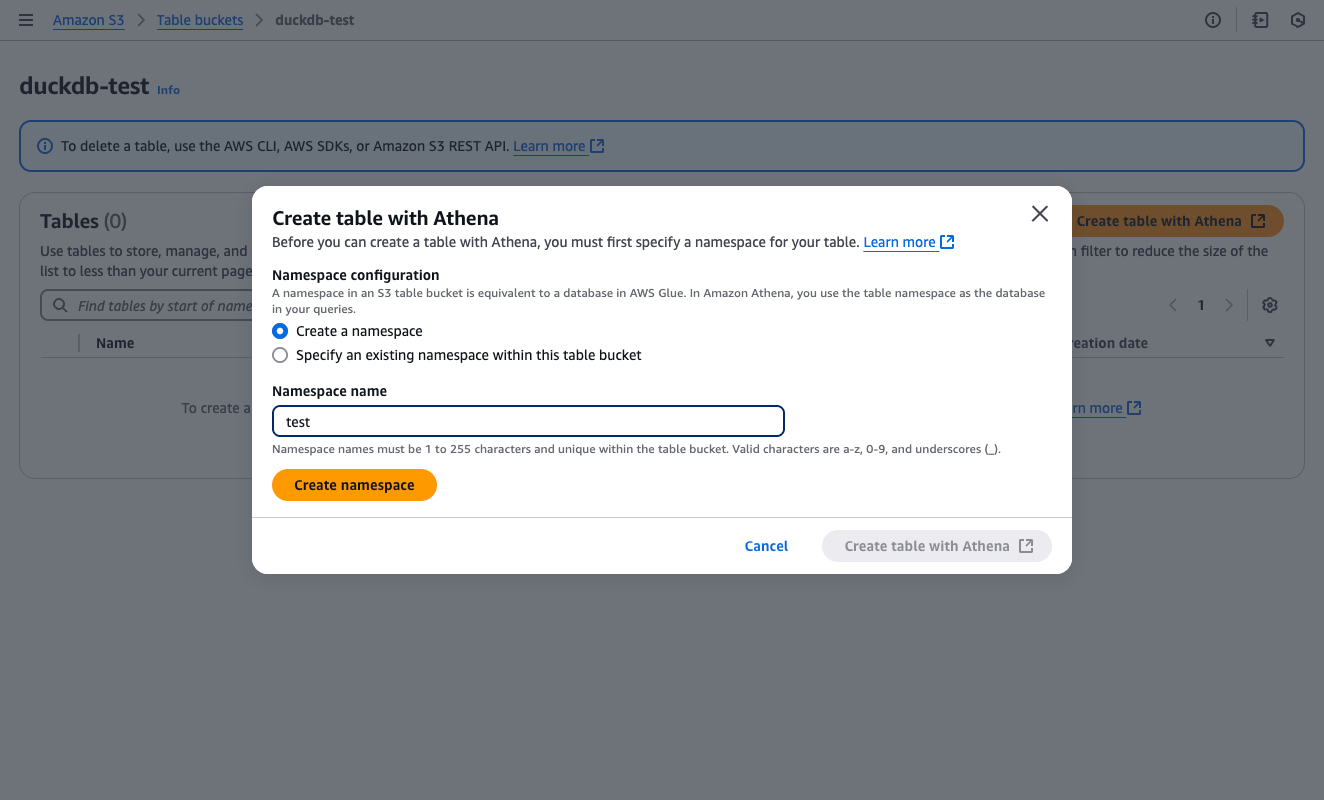 Amazon S3 > Table buckets > duckdb-test
duckdb-test Info
To delete a table, use the AWS CLI, AWS SDKs, or Amazon S3 REST API. Learn more
Tables (0)
Create table with Athena
Use tables to store, manage, and
filter to reduce the size of the
list to less than your current page
Find tables by start of name
1
Name
reation date
To create a
rn more
Create table with Athena
Before you can create a table with Athena, you must first specify a namespace for your table. Learn more
Namespace configuration
A namespace in an S3 table bucket is equivalent to a database in AWS Glue. In Amazon Athena, you use the table namespace as the database
in your queries.
Create a namespace
Specify an existing namespace within this table bucket
Namespace name
test
Namespace names must be 1 to 255 characters and unique within the table bucket. Valid characters are a-z, 0-9, and underscores (_).
Create namespace
Cancel
Create table with Athena